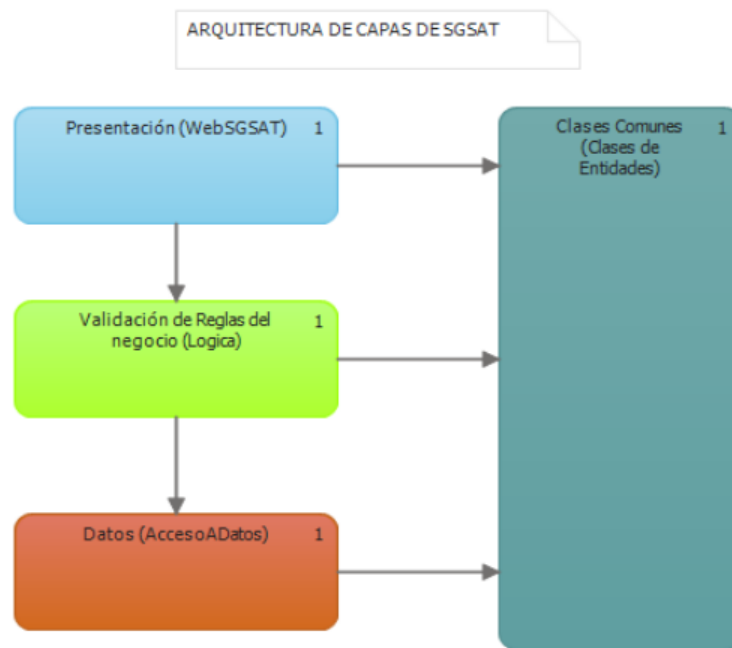 ARQUITECTURA DE CAPAS DE SGSAT
Presentación (WebSGSAT) 1
Clases Comunes 1
(Clases de
Entidades)
Validación de Reglas del 1
negocio (Logica)
Datos (AccesoADatos) 1